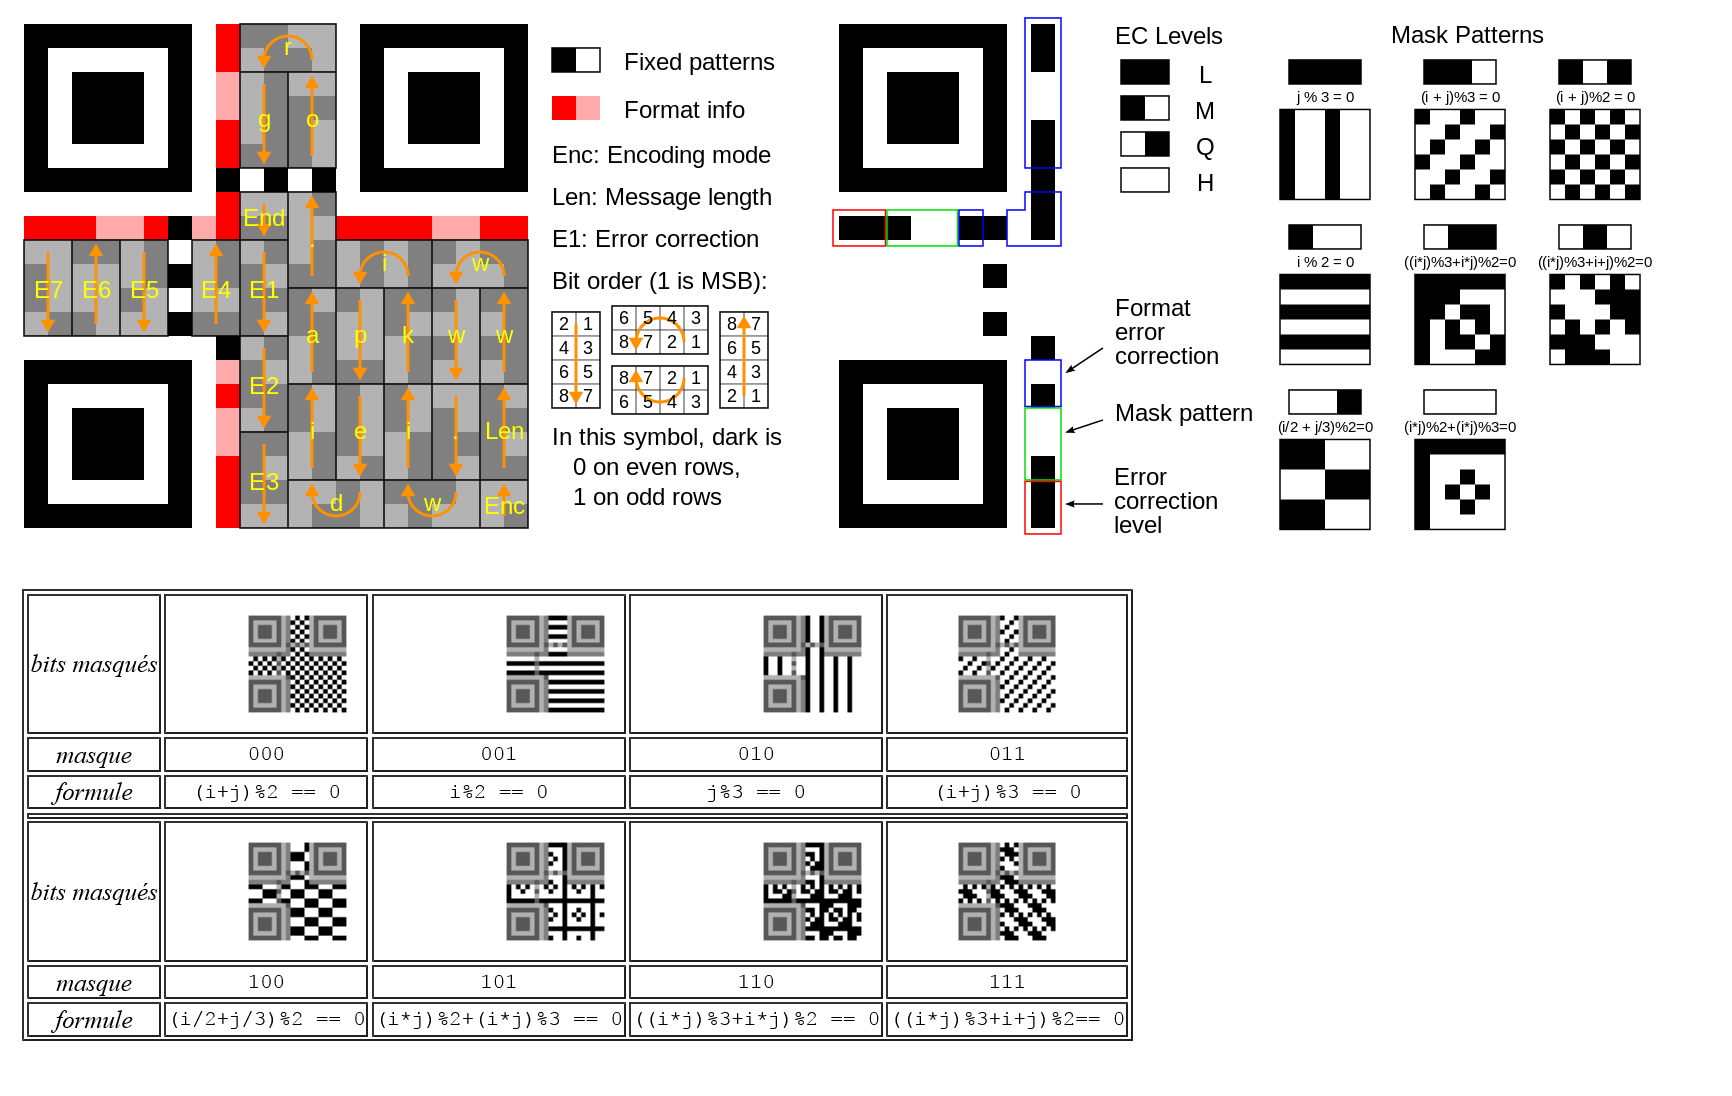 r
g o
End .
E7 E6 E5 E4 E1 i w
a p k w w
E2
i e i . Len
E3
d w Enc
Fixed patterns
Format info
Enc: Encoding mode
Len: Message length
E1: Error correction
Bit order (1 is MSB):
2 1
4 3
6 5
8 7
6 5 4 3
8 7 2 1
8 7 2 1
6 5 4 3
8 7
6 5
4 3
2 1
In this symbol, dark is
0 on even rows,
1 on odd rows
Format
error
correction
Mask pattern
Error
correction
level
EC Levels
L
M
Q
H
Mask Patterns
j % 3 = 0
(i + j)%3 = 0
(i + j)%2 = 0
i % 2 = 0
((i*j)%3+i*j)%2=0
((i*j)%3+i+j)%2=0
(i/2 + j/3)%2=0
(i*j)%2+(i*j)%3=0
bits masqués
masque 000 001 010 011
formule (i+j)%2 == 0 i%2 == 0 j%3 == 0 (i+j)%3 == 0
bits masqués
masque 100 101 110 111
formule (i/2+j/3)%2 == 0 (i*j)%2+(i*j)%3 == 0 ((i*j)%3+i*j)%2 == 0 ((i*j)%3+i+j)%2== 0